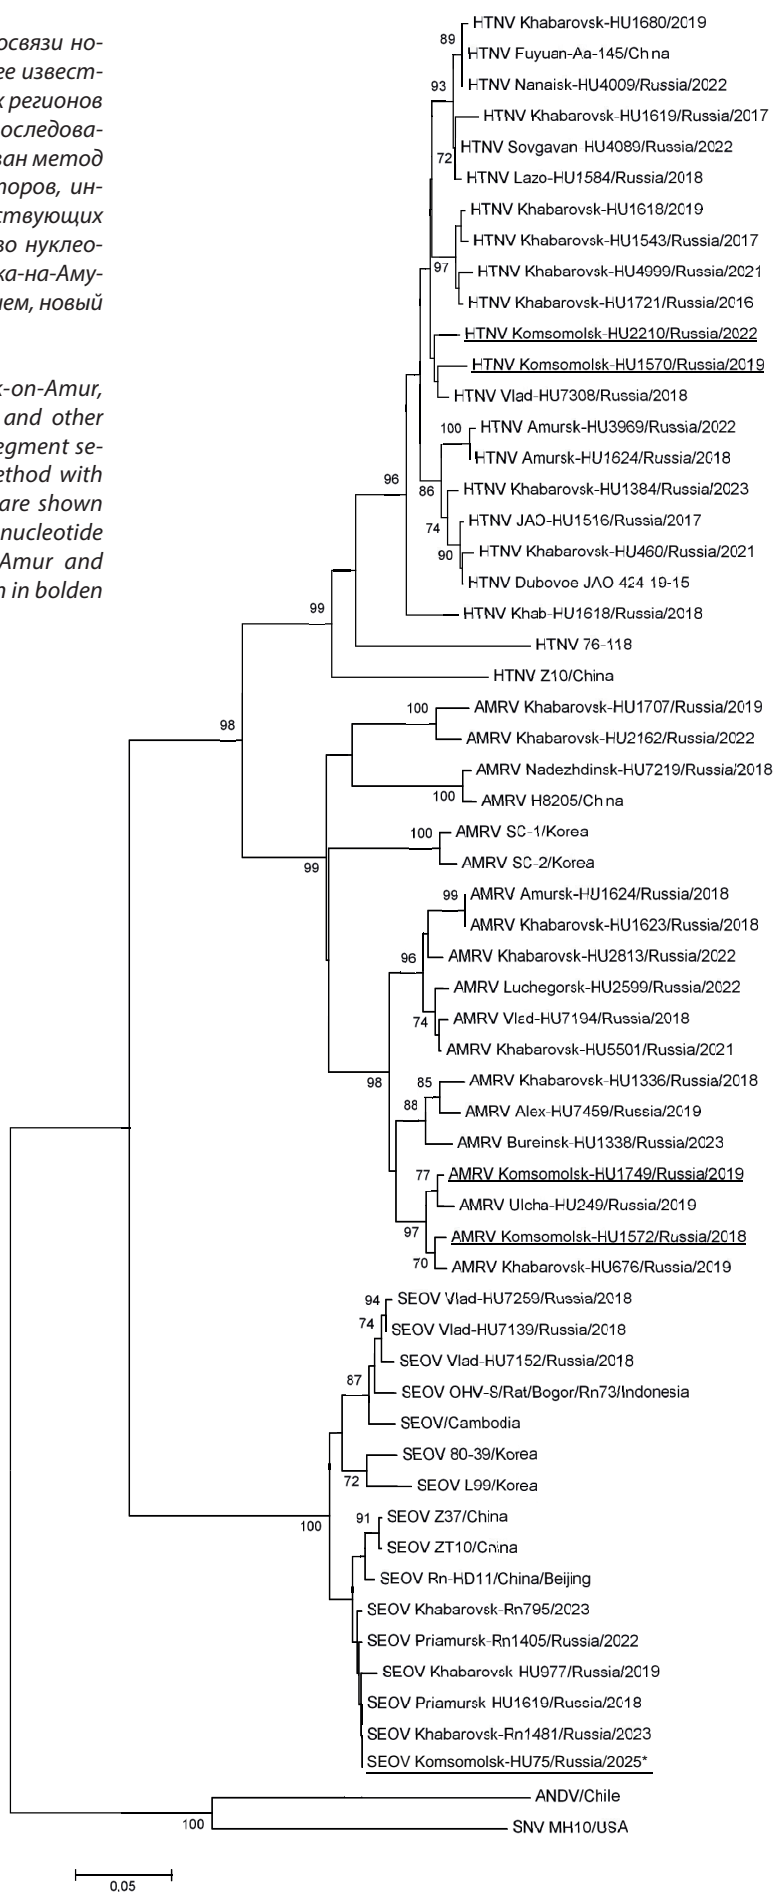 освязи но-
ее извест-
х регионов
оследова-
ван метод
торов, ин-
ствующих
во нуклео-
ка-на-Аму-
ием, новый
k-on-Amur,
and other
egment se-
ethod with
are shown
nucleotide
Amur and
n in bolden
HTNV Khabarovsk-HU1680/2019
89
HTNV Fuyuan-Aa-145/China
93
HTNV Nanaisk-HU4009/Russia/2022
HTNV Khabarovsk-HU1619/Russia/2017
HTNV Sovgavan HU4089/Russia/2022
72
HTNV Lazo-HU1584/Russia/2018
HTNV Khabarovsk-HU1618/2019
HTNV Khabarovsk-HU1543/Russia/2017
97
HTNV Khabarovsk-HU4999/Russia/2021
HTNV Khabarovsk-HU1721/Russia/2016
HTNV Komsomolsk-HU2210/Russia/2022
HTNV Komsomolsk-HU1570/Russia/2019
HTNV Vlad-HU7308/Russia/2018
100
HTNV Amursk-HU3969/Russia/2022
HTNV Amursk-HU1624/Russia/2018
96
86
HTNV Khabarovsk-HU1384/Russia/2023
74
HTNV JAO-HU1516/Russia/2017
90
HTNV Khabarovsk-HU460/Russia/2021
HTNV Dubovoe JAO 424 19-15
99
HTNV Khab-HU1618/Russia/2018
HTNV 76-118
HTNV Z10/China
98
100
AMRV Khabarovsk-HU1707/Russia/2019
AMRV Khabarovsk-HU2162/Russia/2022
AMRV Nadezhdinsk-HU7219/Russia/2018
100
AMRV H8205/China
100
AMRV SC-1/Korea
99
AMRV SC-2/Korea
99
AMRV Amursk-HU1624/Russia/2018
AMRV Khabarovsk-HU1623/Russia/2018
96
AMRV Khabarovsk-HU2813/Russia/2022
AMRV Luchegorsk-HU2599/Russia/2022
74
AMRV Vlad-HU7194/Russia/2018
AMRV Khabarovsk-HU5501/Russia/2021
98
85
AMRV Khabarovsk-HU1336/Russia/2018
88
AMRV Alex-HU7459/Russia/2019
AMRV Bureinsk-HU1338/Russia/2023
77
AMRV Komsomolsk-HU1749/Russia/2019
AMRV Ulcha-HU249/Russia/2019
97
AMRV Komsomolsk-HU1572/Russia/2018
70
AMRV Khabarovsk-HU676/Russia/2019
94
SEOV Vlad-HU7259/Russia/2018
74
SEOV Vlad-HU7139/Russia/2018
SEOV Vlad-HU7152/Russia/2018
87
SEOV OHV-S/Rat/Bogor/Rn73/Indonesia
SEOV/Cambodia
SEOV 80-39/Korea
72
SEOV L99/Korea
100
91
SEOV Z37/China
SEOV ZT10/China
SEOV Rn-HD11/China/Beijing
SEOV Khabarovsk-Rn795/2023
SEOV Priamursk-Rn1405/Russia/2022
SEOV Khabarovsk HU977/Russia/2019
SEOV Priamursk HU1619/Russia/2018
SEOV Khabarovsk-Rn1481/Russia/2023
SEOV Komsomolsk-HU75/Russia/2025*
ANDV/Chile
100
SNV MH10/USA
0,05